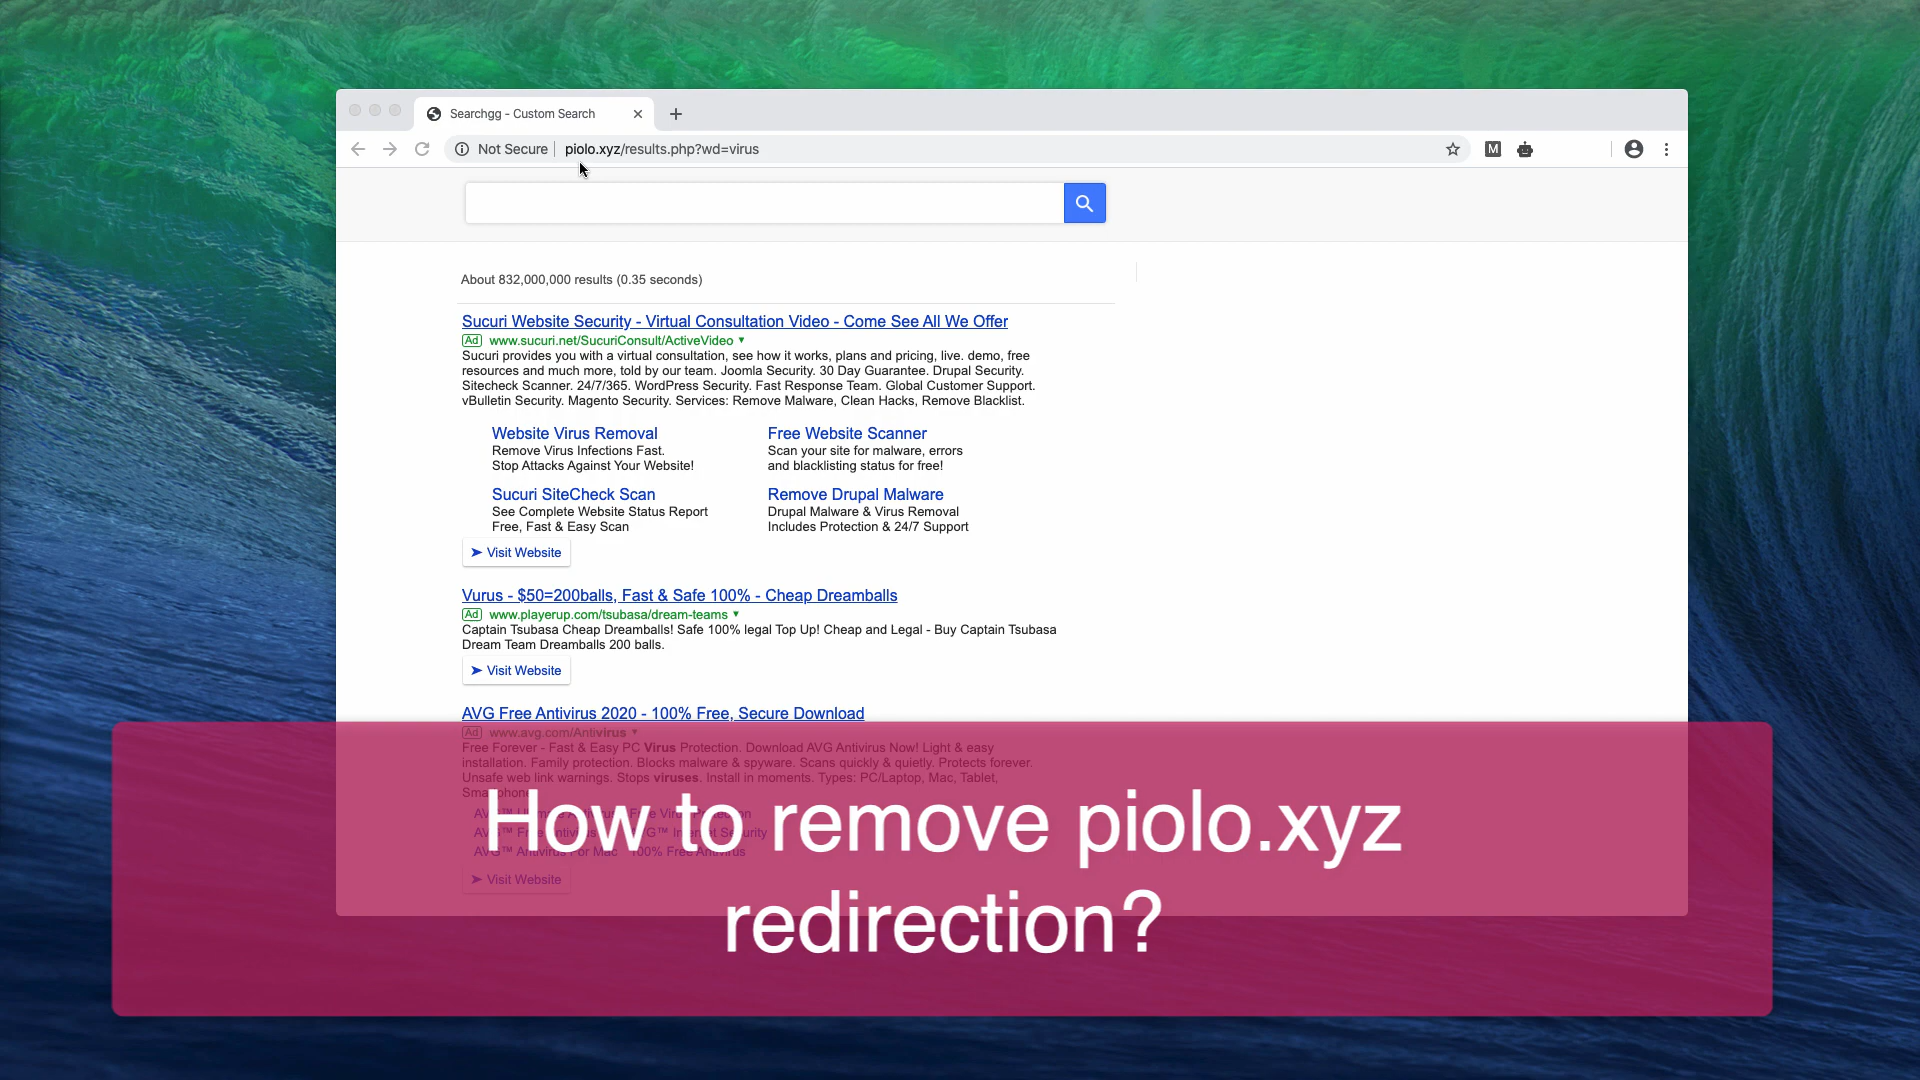 Searchgg - Custom Search
Not Secure
piolo.xyz/results.php?wd=virus
M
About 832,000,000 results (0.35 seconds)
Sucuri Website Security - Virtual Consultation Video - Come See All We Offer
Ad www.sucuri.net/SucuriConsult/ActiveVideo
Sucuri provides you with a virtual consultation, see how it works, plans and pricing, live. demo, free
resources and much more, told by our team. Joomla Security. 30 Day Guarantee. Drupal Security.
Sitecheck Scanner. 24/7/365. WordPress Security. Fast Response Team. Global Customer Support.
vBulletin Security. Magento Security. Services: Remove Malware, Clean Hacks, Remove Blacklist.
Website Virus Removal
Remove Virus Infections Fast.
Stop Attacks Against Your Website!
Free Website Scanner
Scan your site for malware, errors
and blacklisting status for free!
Sucuri SiteCheck Scan
See Complete Website Status Report
Free, Fast & Easy Scan
Remove Drupal Malware
Drupal Malware & Virus Removal
Includes Protection & 24/7 Support
Visit Website
Vurus - $50=200balls, Fast & Safe 100% - Cheap Dreamballs
Ad www.playerup.com/tsubasa/dream-teams
Captain Tsubasa Cheap Dreamballs! Safe 100% legal Top Up! Cheap and Legal - Buy Captain Tsubasa
Dream Team Dreamballs 200 balls.
Visit Website
AVG Free Antivirus 2020 - 100% Free, Secure Download
Ad www.avg.com/Antivirus
Free Forever - Fast & Easy PC Virus Protection. Download AVG Antivirus Now! Light & easy
installation. Family protection. Blocks malware & spyware. Scans quickly & quietly. Protects forever.
Unsafe web link warnings. Stops viruses. Install in moments. Types: PC/Laptop, Mac, Tablet,
AVG™ Antivirus For Mac 100% Free Antivirus
Visit Website
How to remove piolo.xyz
redirection?